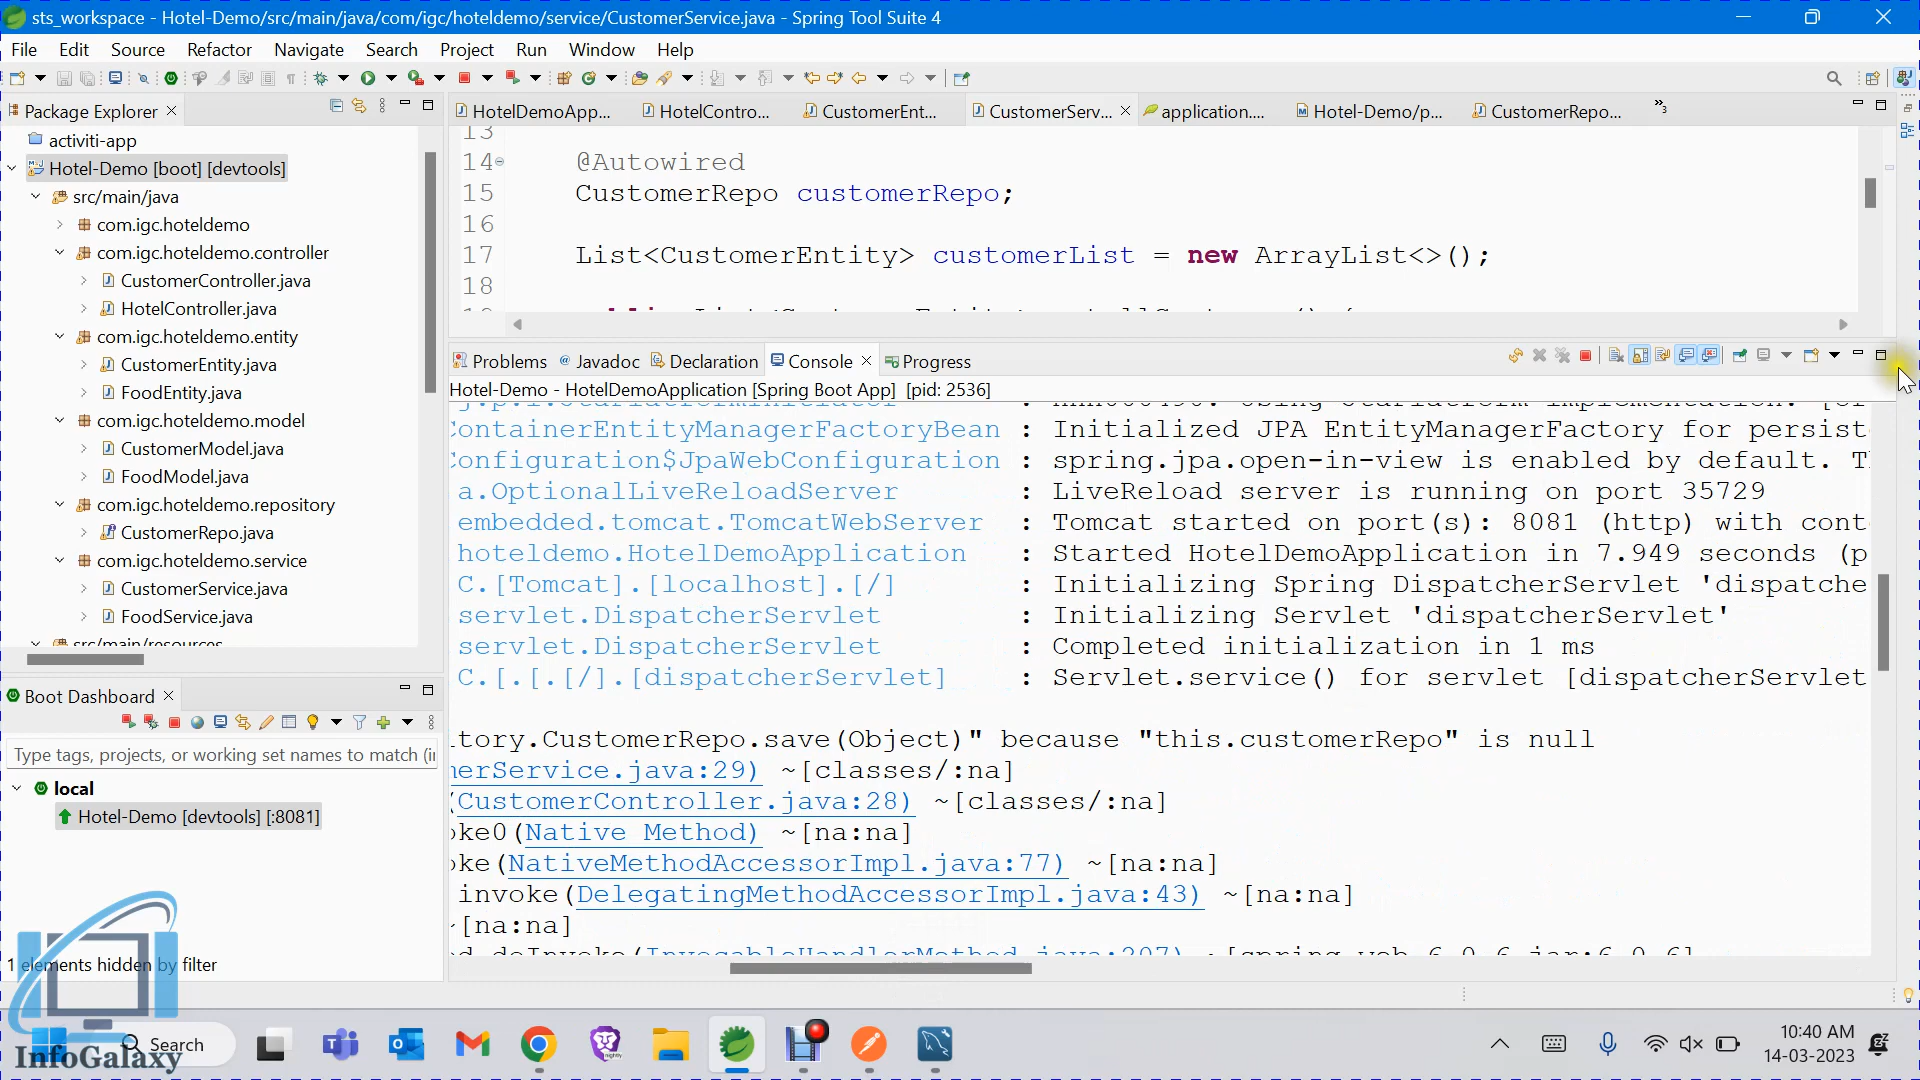 sts_workspace - Hotel-Demo/src/main/java/com/igc/hoteldemo/service/CustomerService.java - Spring Tool Suite 4
File Edit Source Refactor Navigate Search Project Run Window Help
Package Explorer
activiti-app
Hotel-Demo [boot] [devtools]
src/main/java
com.igc.hoteldemo
com.igc.hoteldemo.controller
CustomerController.java
HotelController.java
com.igc.hoteldemo.entity
CustomerEntity.java
FoodEntity.java
com.igc.hoteldemo.model
CustomerModel.java
FoodModel.java
com.igc.hoteldemo.repository
CustomerRepo.java
com.igc.hoteldemo.service
CustomerService.java
FoodService.java
src/main/resources
HotelDemoApp... HotelContro... CustomerEnt... CustomerServ... application.... Hotel-Demo/p... CustomerRepo... »3
13
14 @Autowired
15 CustomerRepo customerRepo;
16
17 List<CustomerEntity> customerList = new ArrayList<>();
18
Problems Javadoc Declaration Console Progress
Hotel-Demo - HotelDemoApplication [Spring Boot App] [pid: 2536]
ContainerEntityManagerFactoryBean : Initialized JPA EntityManagerFactory for persist
Configuration$JpaWebConfiguration : spring.jpa.open-in-view is enabled by default. T
a.OptionalLiveReloadServer : LiveReload server is running on port 35729
embedded.tomcat.TomcatWebServer : Tomcat started on port(s): 8081 (http) with cont
hoteldemo.HotelDemoApplication : Started HotelDemoApplication in 7.949 seconds (p
C.[Tomcat].[localhost].[/] : Initializing Spring DispatcherServlet 'dispatche
servlet.DispatcherServlet : Initializing Servlet 'dispatcherServlet'
servlet.DispatcherServlet : Completed initialization in 1 ms
C.[.[.[/].[dispatcherServlet] : Servlet.service() for servlet [dispatcherServlet
itory.CustomerRepo.save(Object)" because "this.customerRepo" is null
merService.java:29) ~[classes/:na]
(CustomerController.java:28) ~[classes/:na]
oke0(Native Method) ~[na:na]
oke(NativeMethodAccessorImpl.java:77) ~[na:na]
invoke(DelegatingMethodAccessorImpl.java:43) ~[na:na]
~[na:na]
Boot Dashboard
Type tags, projects, or working set names to match (in
local
Hotel-Demo [devtools] [:8081]
1 elements hidden by filter
InfoGalaxy
Search
10:40 AM
14-03-2023